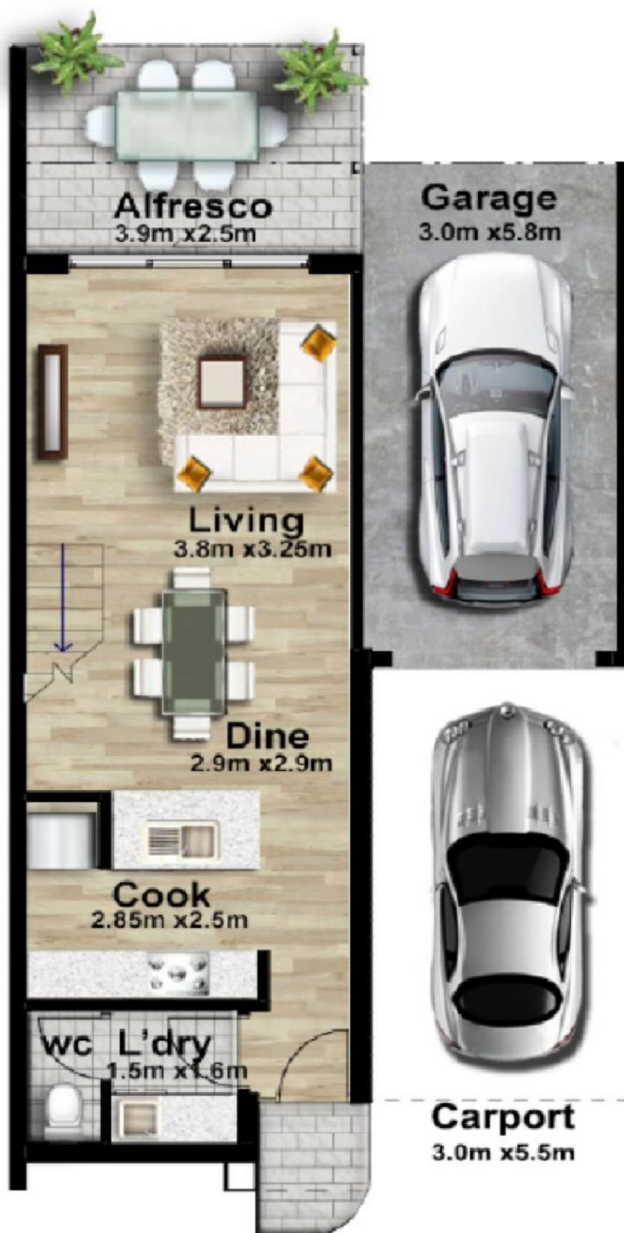 Alfresco
3.9m x2.5m
Garage
3.0m x5.8m
Living
3.8m x3.25m
Dine
2.9m x2.9m
Cook
2.85m x2.5m
wc
L'dry
1.5m x1.6m
Carport
3.0m x5.5m